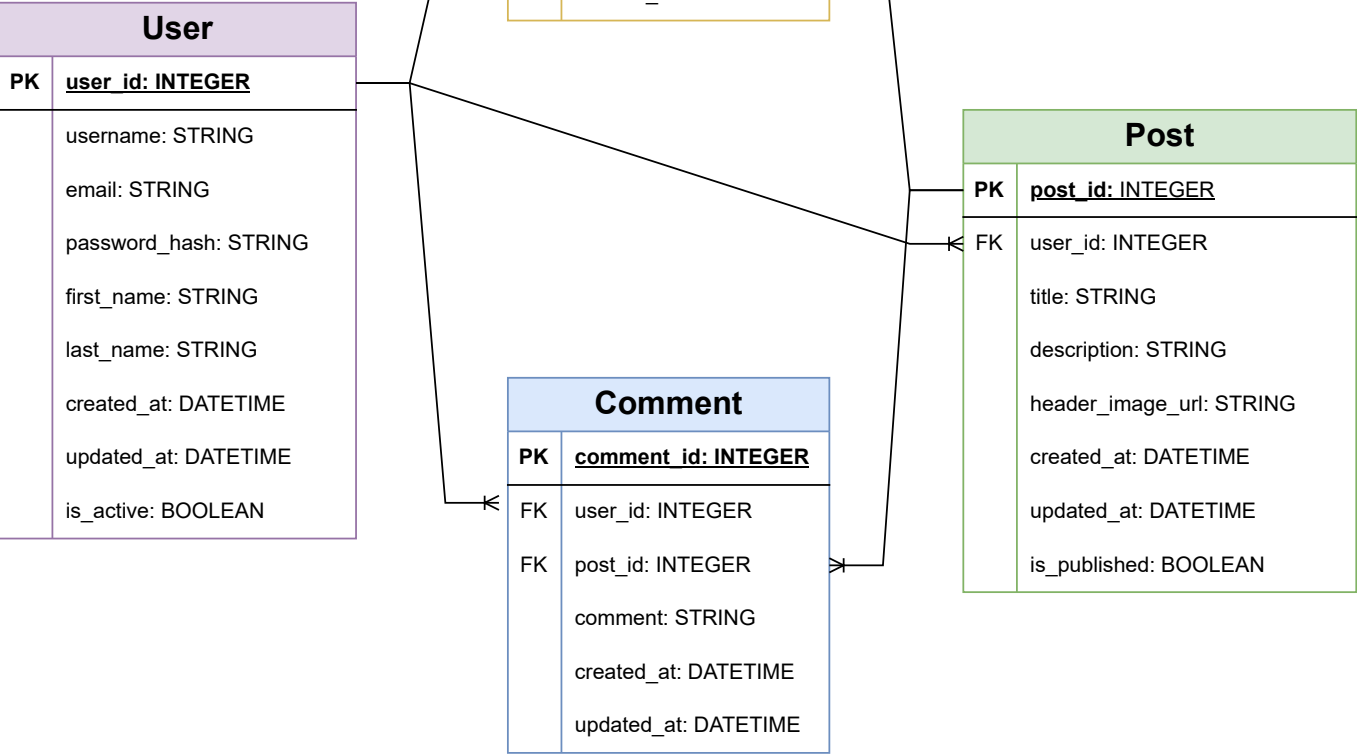 User
PK user_id: INTEGER
username: STRING
email: STRING
password_hash: STRING
first_name: STRING
last_name: STRING
created_at: DATETIME
updated_at: DATETIME
is_active: BOOLEAN
Comment
PK comment_id: INTEGER
FK user_id: INTEGER
FK post_id: INTEGER
comment: STRING
created_at: DATETIME
updated_at: DATETIME
Post
PK post_id: INTEGER
FK user_id: INTEGER
title: STRING
description: STRING
header_image_url: STRING
created_at: DATETIME
updated_at: DATETIME
is_published: BOOLEAN